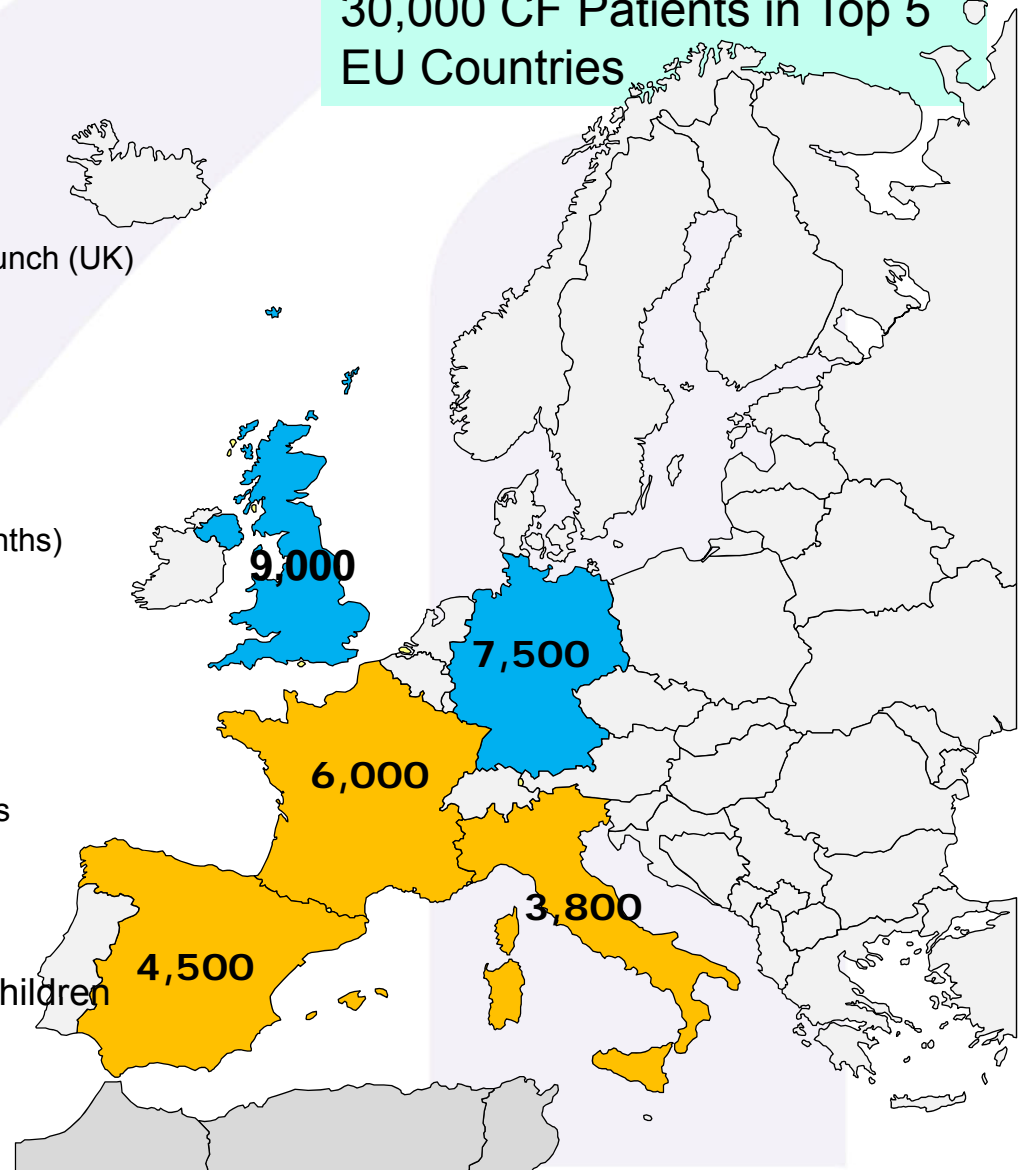 30,000 CF Patients in Top 5
EU Countries
unch (UK)
nths)
9,000
7,500
6,000
s
3,800
4,500
hildren